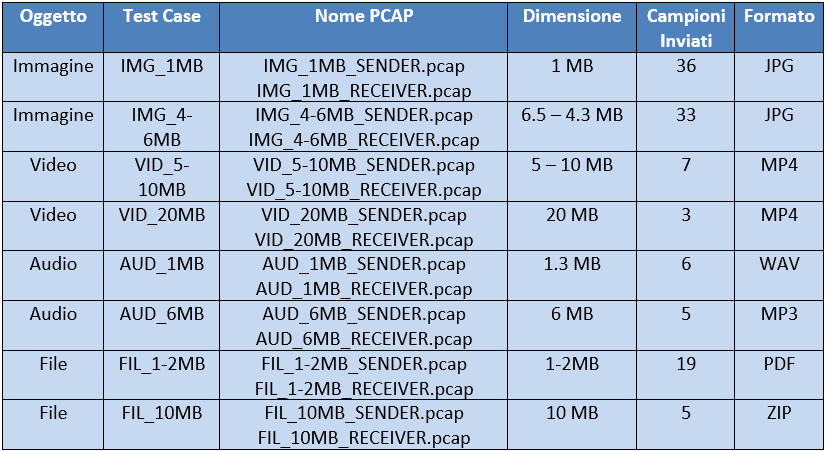 Oggetto Test Case Nome PCAP Dimensione Campioni Inviati Formato
Immagine IMG_1MB IMG_1MB_SENDER.pcap 1 MB 36 JPG
IMG_1MB_RECEIVER.pcap
Immagine IMG_4- IMG_4-6MB_SENDER.pcap 6.5 – 4.3 MB 33 JPG
6MB IMG_4-6MB_RECEIVER.pcap
Video VID_5- VID_5-10MB_SENDER.pcap 5 – 10 MB 7 MP4
10MB VID_5-10MB_RECEIVER.pcap
Video VID_20MB VID_20MB_SENDER.pcap 20 MB 3 MP4
VID_20MB_RECEIVER.pcap
Audio AUD_1MB AUD_1MB_SENDER.pcap 1.3 MB 6 WAV
AUD_1MB_RECEIVER.pcap
Audio AUD_6MB AUD_6MB_SENDER.pcap 6 MB 5 MP3
AUD_6MB_RECEIVER.pcap
File FIL_1-2MB FIL_1-2MB_SENDER.pcap 1-2MB 19 PDF
FIL_1-2MB_RECEIVER.pcap
File FIL_10MB FIL_10MB_SENDER.pcap 10 MB 5 ZIP
FIL_10MB_RECEIVER.pcap